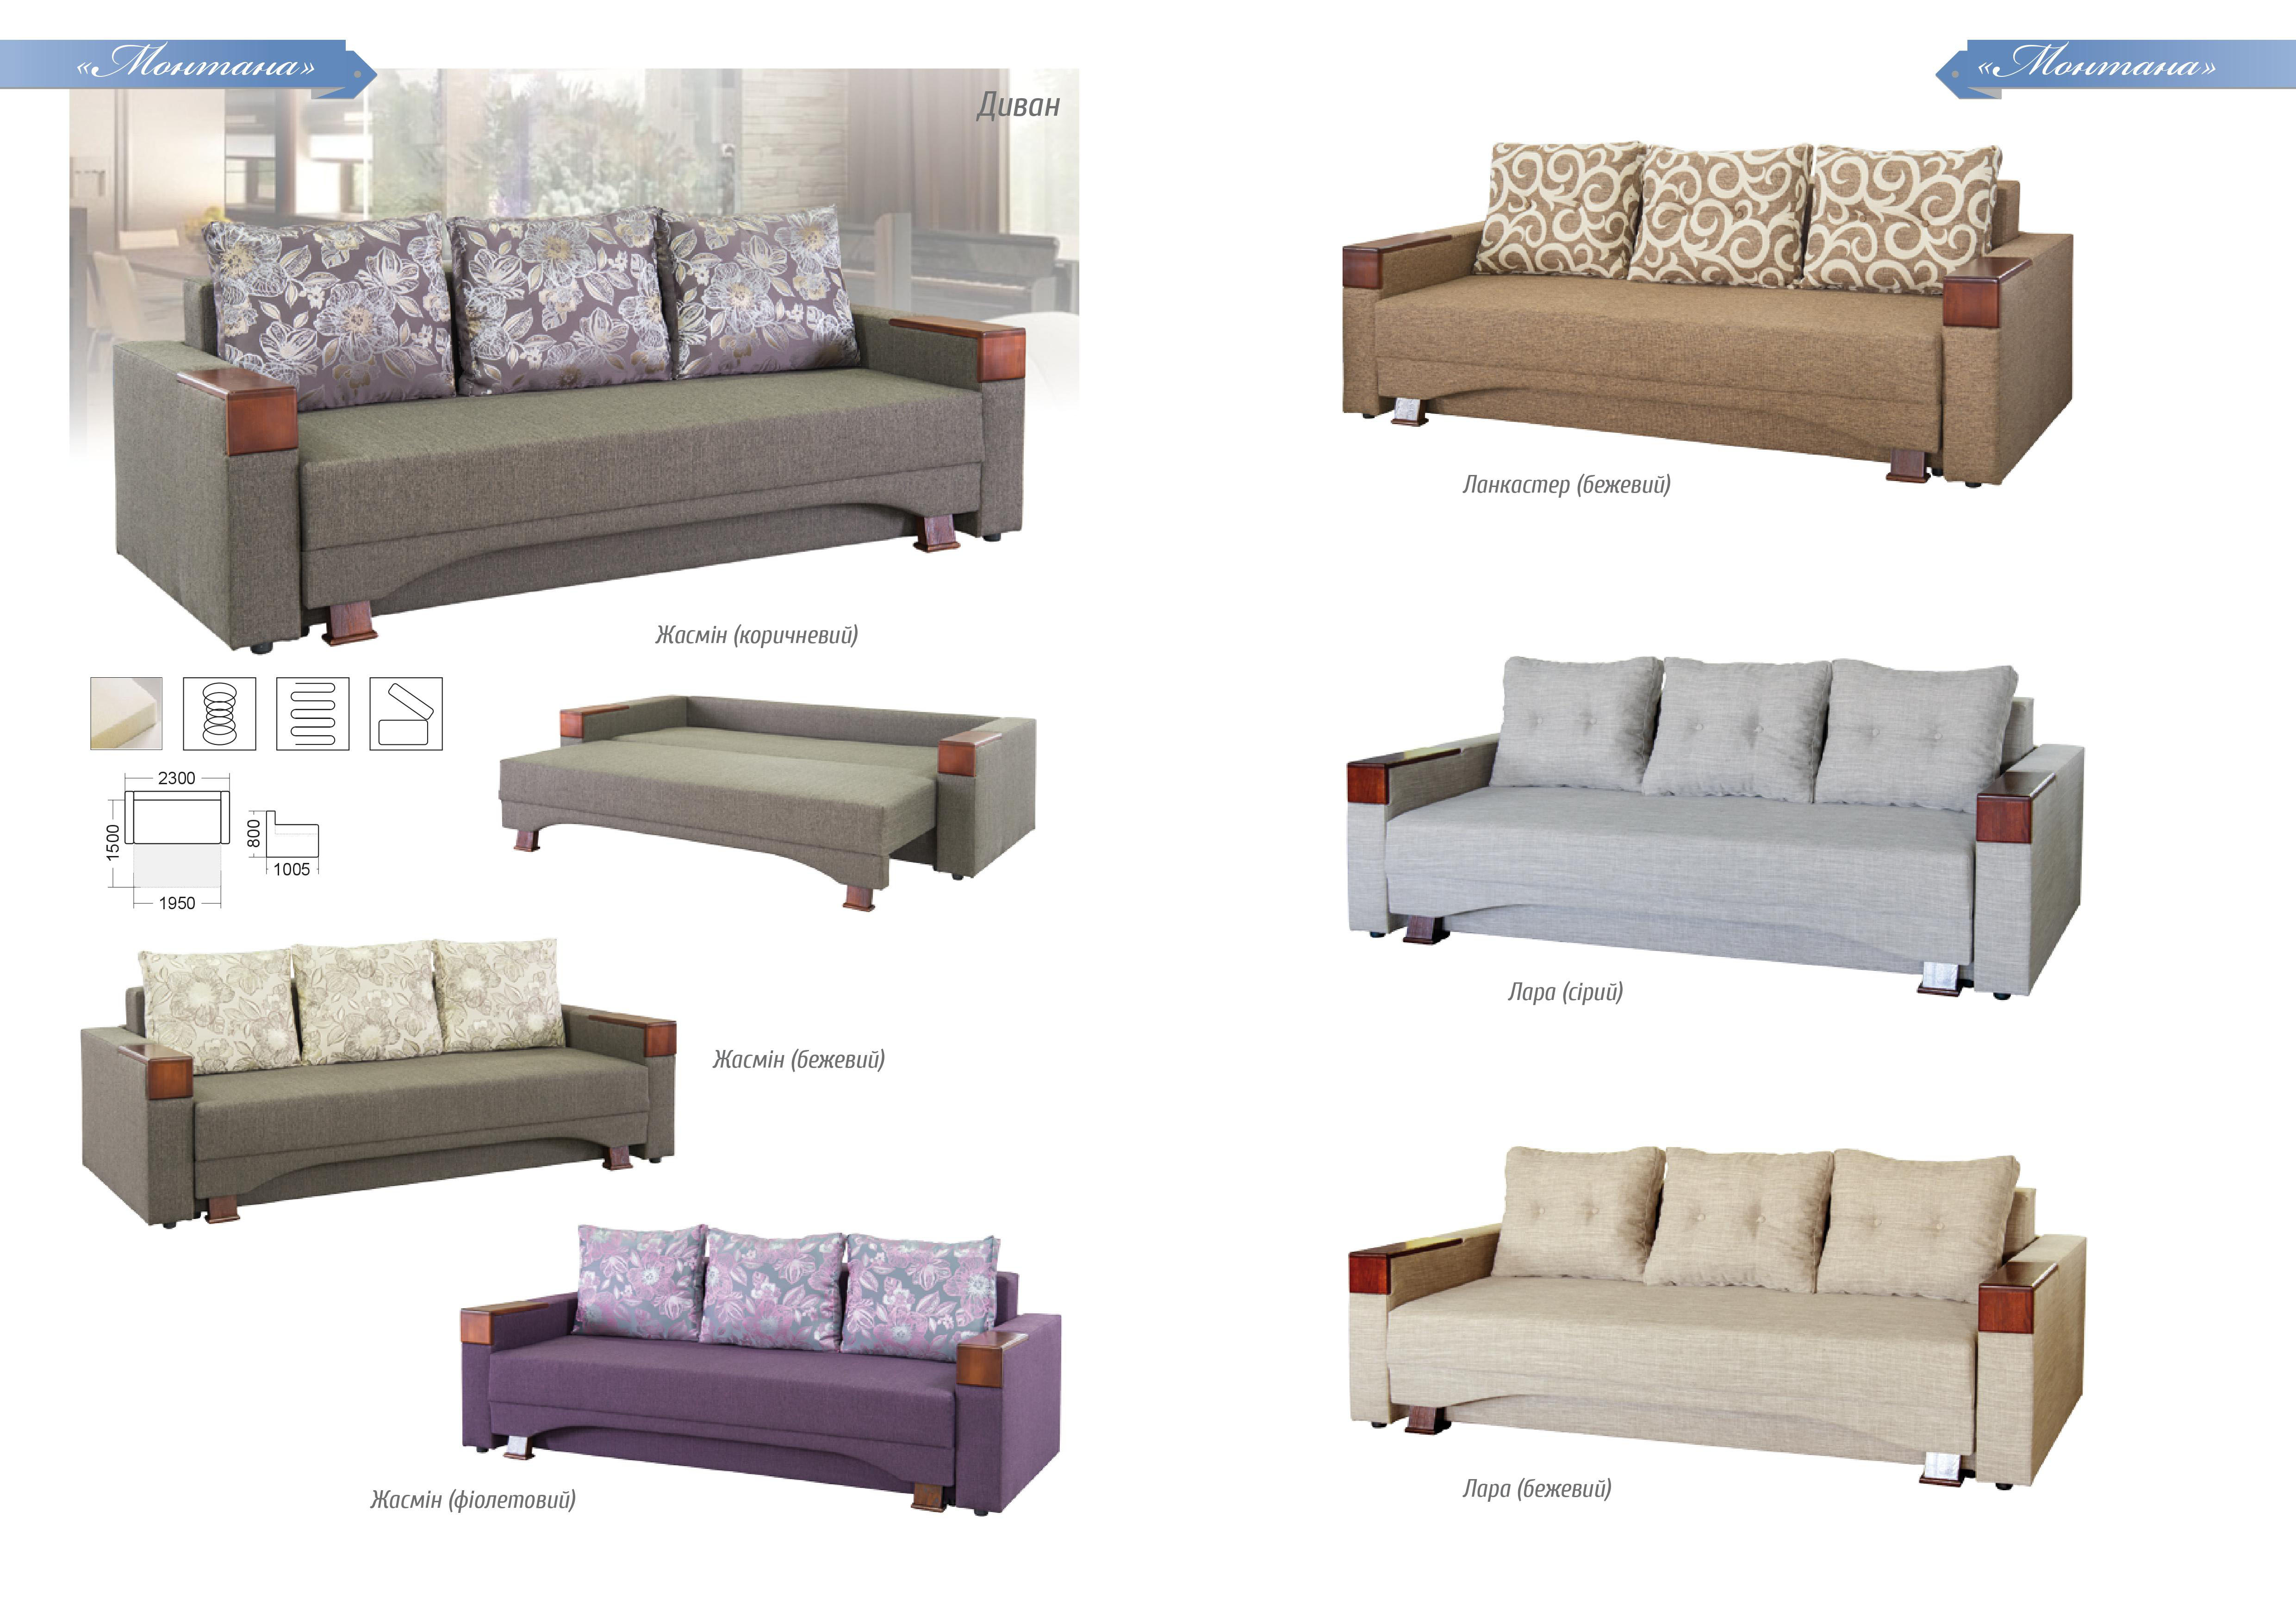 «Монтана»
Диван
Жасмін (коричневий)
2300
1500
800
1005
1950
Жасмін (бежевий)
Жасмін (фіолетовий)
«Монтана»
Ланкастер (бежевий)
Лара (сірий)
Лара (бежевий)